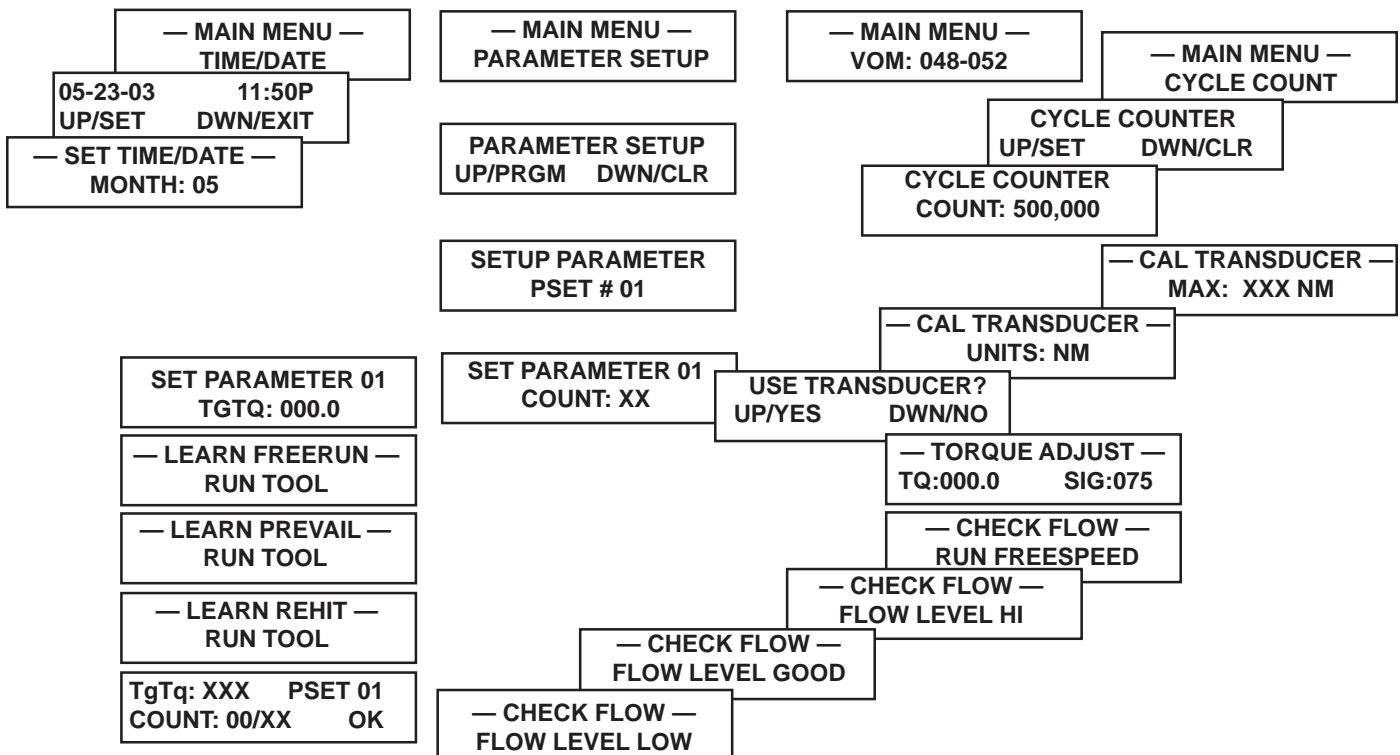 — MAIN MENU —
TIME/DATE
05-23-03 11:50P
UP/SET DWN/EXIT
— SET TIME/DATE —
MONTH: 05
— MAIN MENU —
PARAMETER SETUP
PARAMETER SETUP
UP/PRGM DWN/CLR
SETUP PARAMETER
PSET # 01
SET PARAMETER 01
COUNT: XX
— MAIN MENU —
VOM: 048-052
— MAIN MENU —
CYCLE COUNT
CYCLE COUNTER
UP/SET DWN/CLR
CYCLE COUNTER
COUNT: 500,000
— CAL TRANSDUCER —
MAX: XXX NM
— CAL TRANSDUCER —
UNITS: NM
USE TRANSDUCER?
UP/YES DWN/NO
— TORQUE ADJUST —
TQ:000.0 SIG:075
— CHECK FLOW —
RUN FREESPEED
— CHECK FLOW —
FLOW LEVEL HI
— CHECK FLOW —
FLOW LEVEL GOOD
— CHECK FLOW —
FLOW LEVEL LOW
SET PARAMETER 01
TGTQ: 000.0
— LEARN FREERUN —
RUN TOOL
— LEARN PREVAIL —
RUN TOOL
— LEARN REHIT —
RUN TOOL
TgTq: XXX PSET 01
COUNT: 00/XX OK